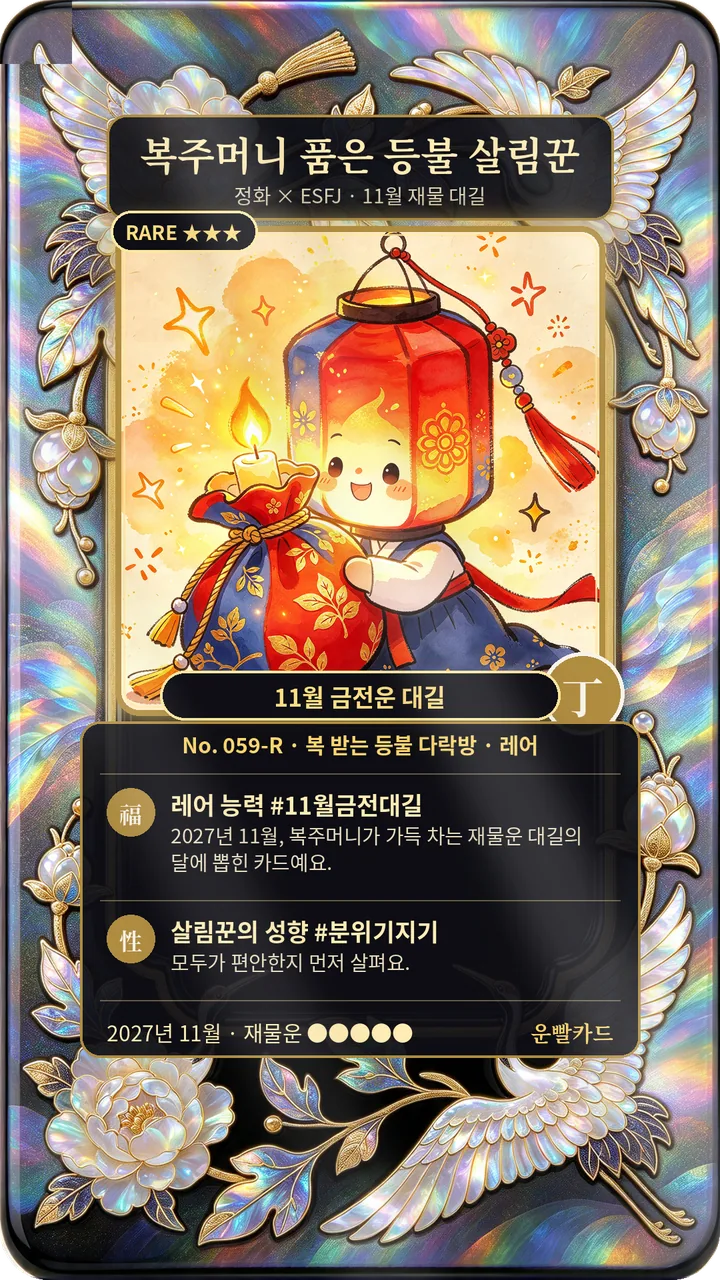 복주머니 품은 등불 살림꾼
정화 × ESFJ · 11월 재물 대길
RARE ★★★
11월 금전운 대길
丁
No. 059-R · 복 받는 등불 다락방 · 레어
福
레어 능력 #11월금전대길
2027년 11월, 복주머니가 가득 차는 재물운 대길의
달에 뽑힌 카드예요.
性
살림꾼의 성향 #분위기지기
모두가 편안한지 먼저 살펴요.
2027년 11월 · 재물운 ●●●●●
운빨카드